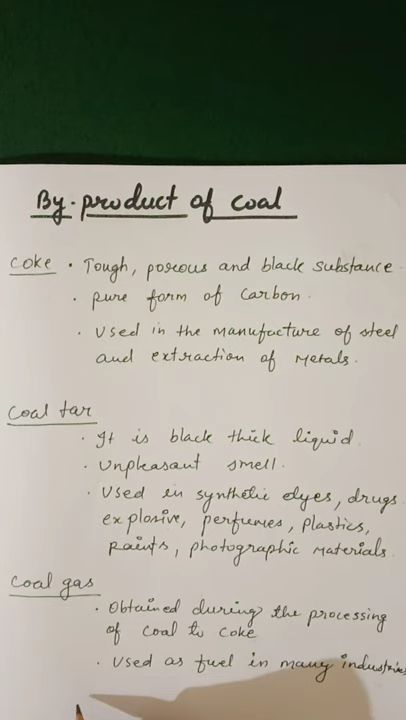 By-product of coal
Coke • Tough, poreous and black substance.
• pure form of Carbon.
• Used in the manufacture of steel
and extraction of Metals.
Coal tar
• It is black thick liquid
• Unpleasant smell.
• Used in synthetic dyes, drugs
explosive, perfumes, plastics,
paints, photographic materials.
Coal gas
• Obtained during the processing
of coal to coke
• Used as fuel in many industries